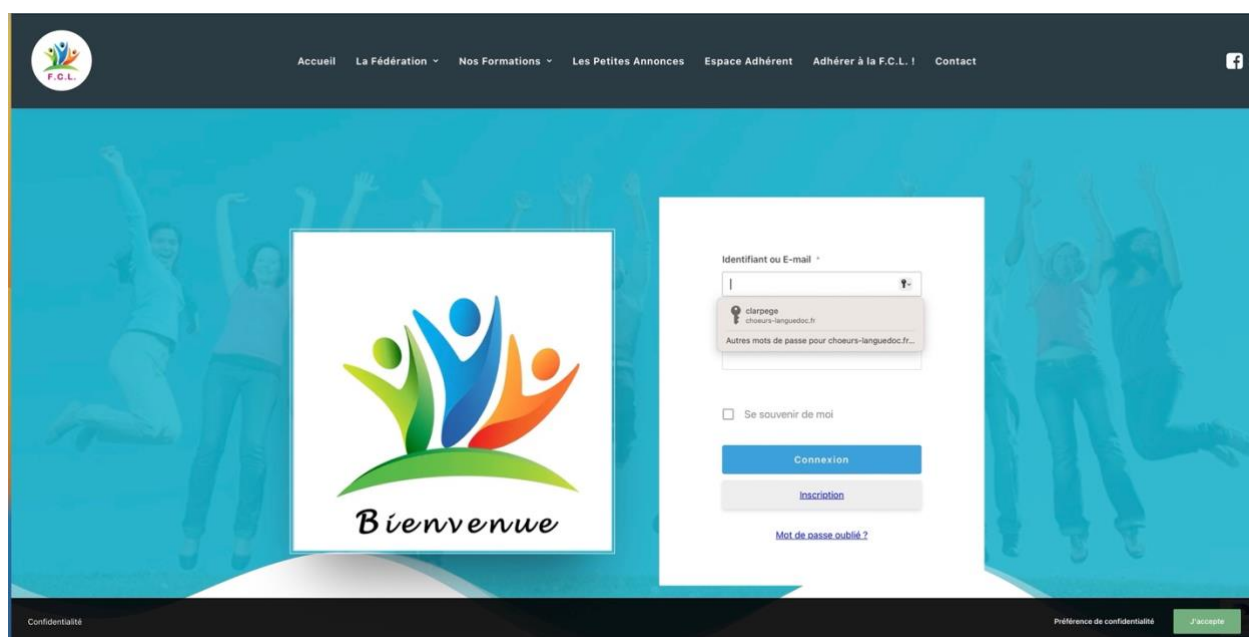 F.C.L.
Accueil La Fédération Nos Formations Les Petites Annonces Espace Adhérent Adhérer à la F.C.L. ! Contact
Bienvenue
Identifiant ou E-mail *
clarpege
choeurs-languedoc.fr
Autres mots de passe pour choeurs-languedoc.fr...
Se souvenir de moi
Connexion
Inscription
Mot de passe oublié ?
Confidentialité
Préférence de confidentialité
J'accepte